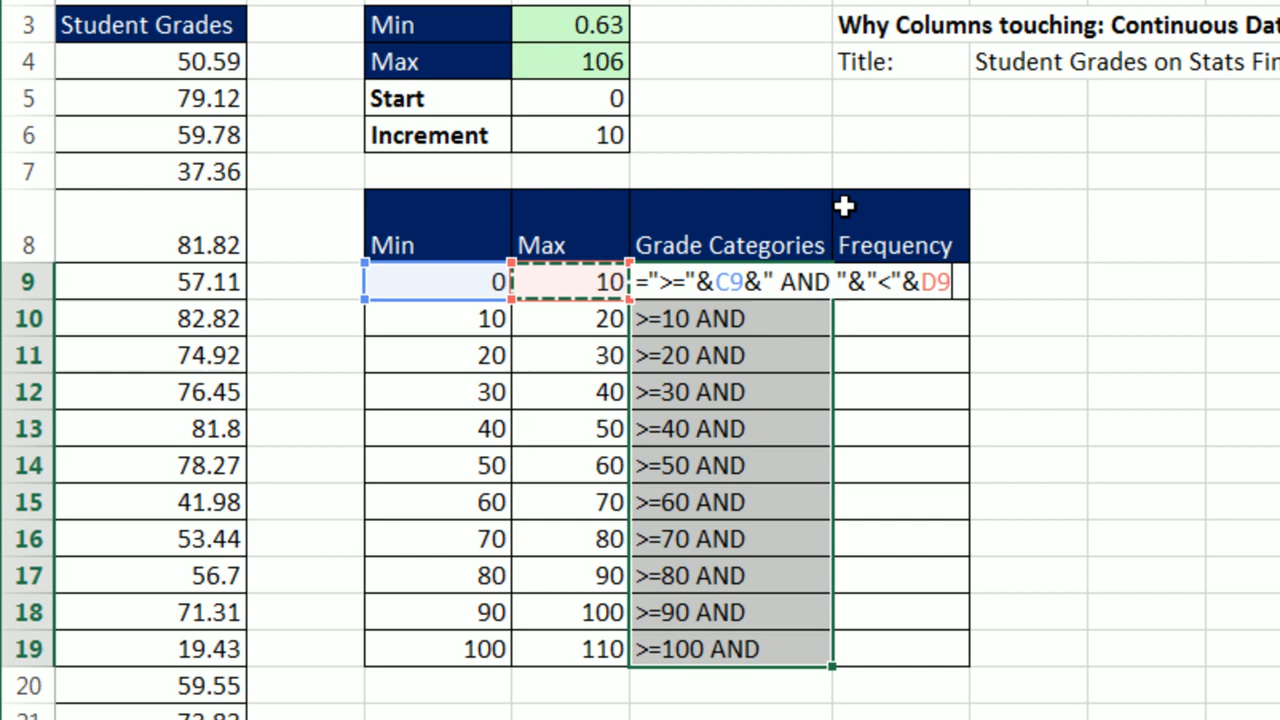 3 Student Grades Min 0.63 Why Columns touching: Continuous Dat
4 50.59 Max 106 Title: Student Grades on Stats Fin
5 79.12 Start 0
6 59.78 Increment 10
7 37.36
8 81.82 Min Max Grade Categories Frequency
9 57.11 0 10 =">="&C9&" AND "&"<"&D9
10 82.82 10 20 >=10 AND
11 74.92 20 30 >=20 AND
12 76.45 30 40 >=30 AND
13 81.8 40 50 >=40 AND
14 78.27 50 60 >=50 AND
15 41.98 60 70 >=60 AND
16 53.44 70 80 >=70 AND
17 56.7 80 90 >=80 AND
18 71.31 90 100 >=90 AND
19 19.43 100 110 >=100 AND
20 59.55